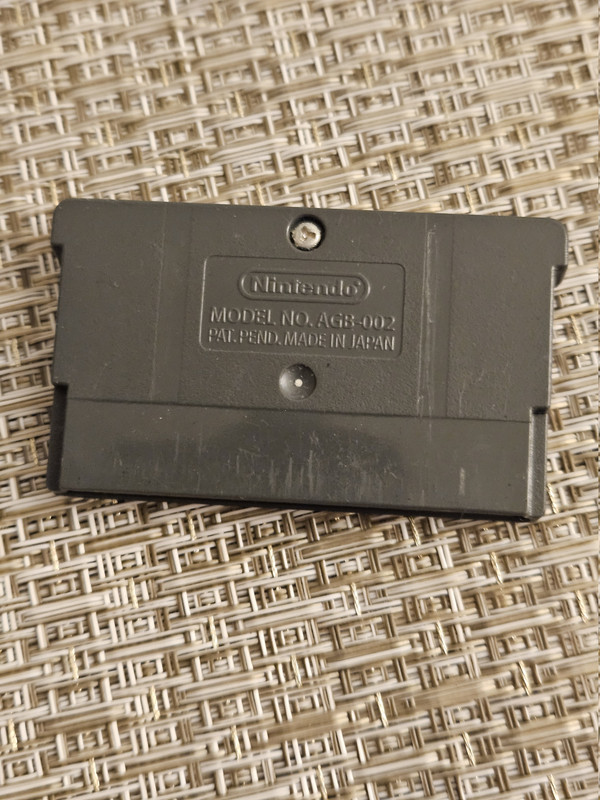 Nintendo
MODEL NO. AGB-002
PAT. PEND. MADE IN JAPAN